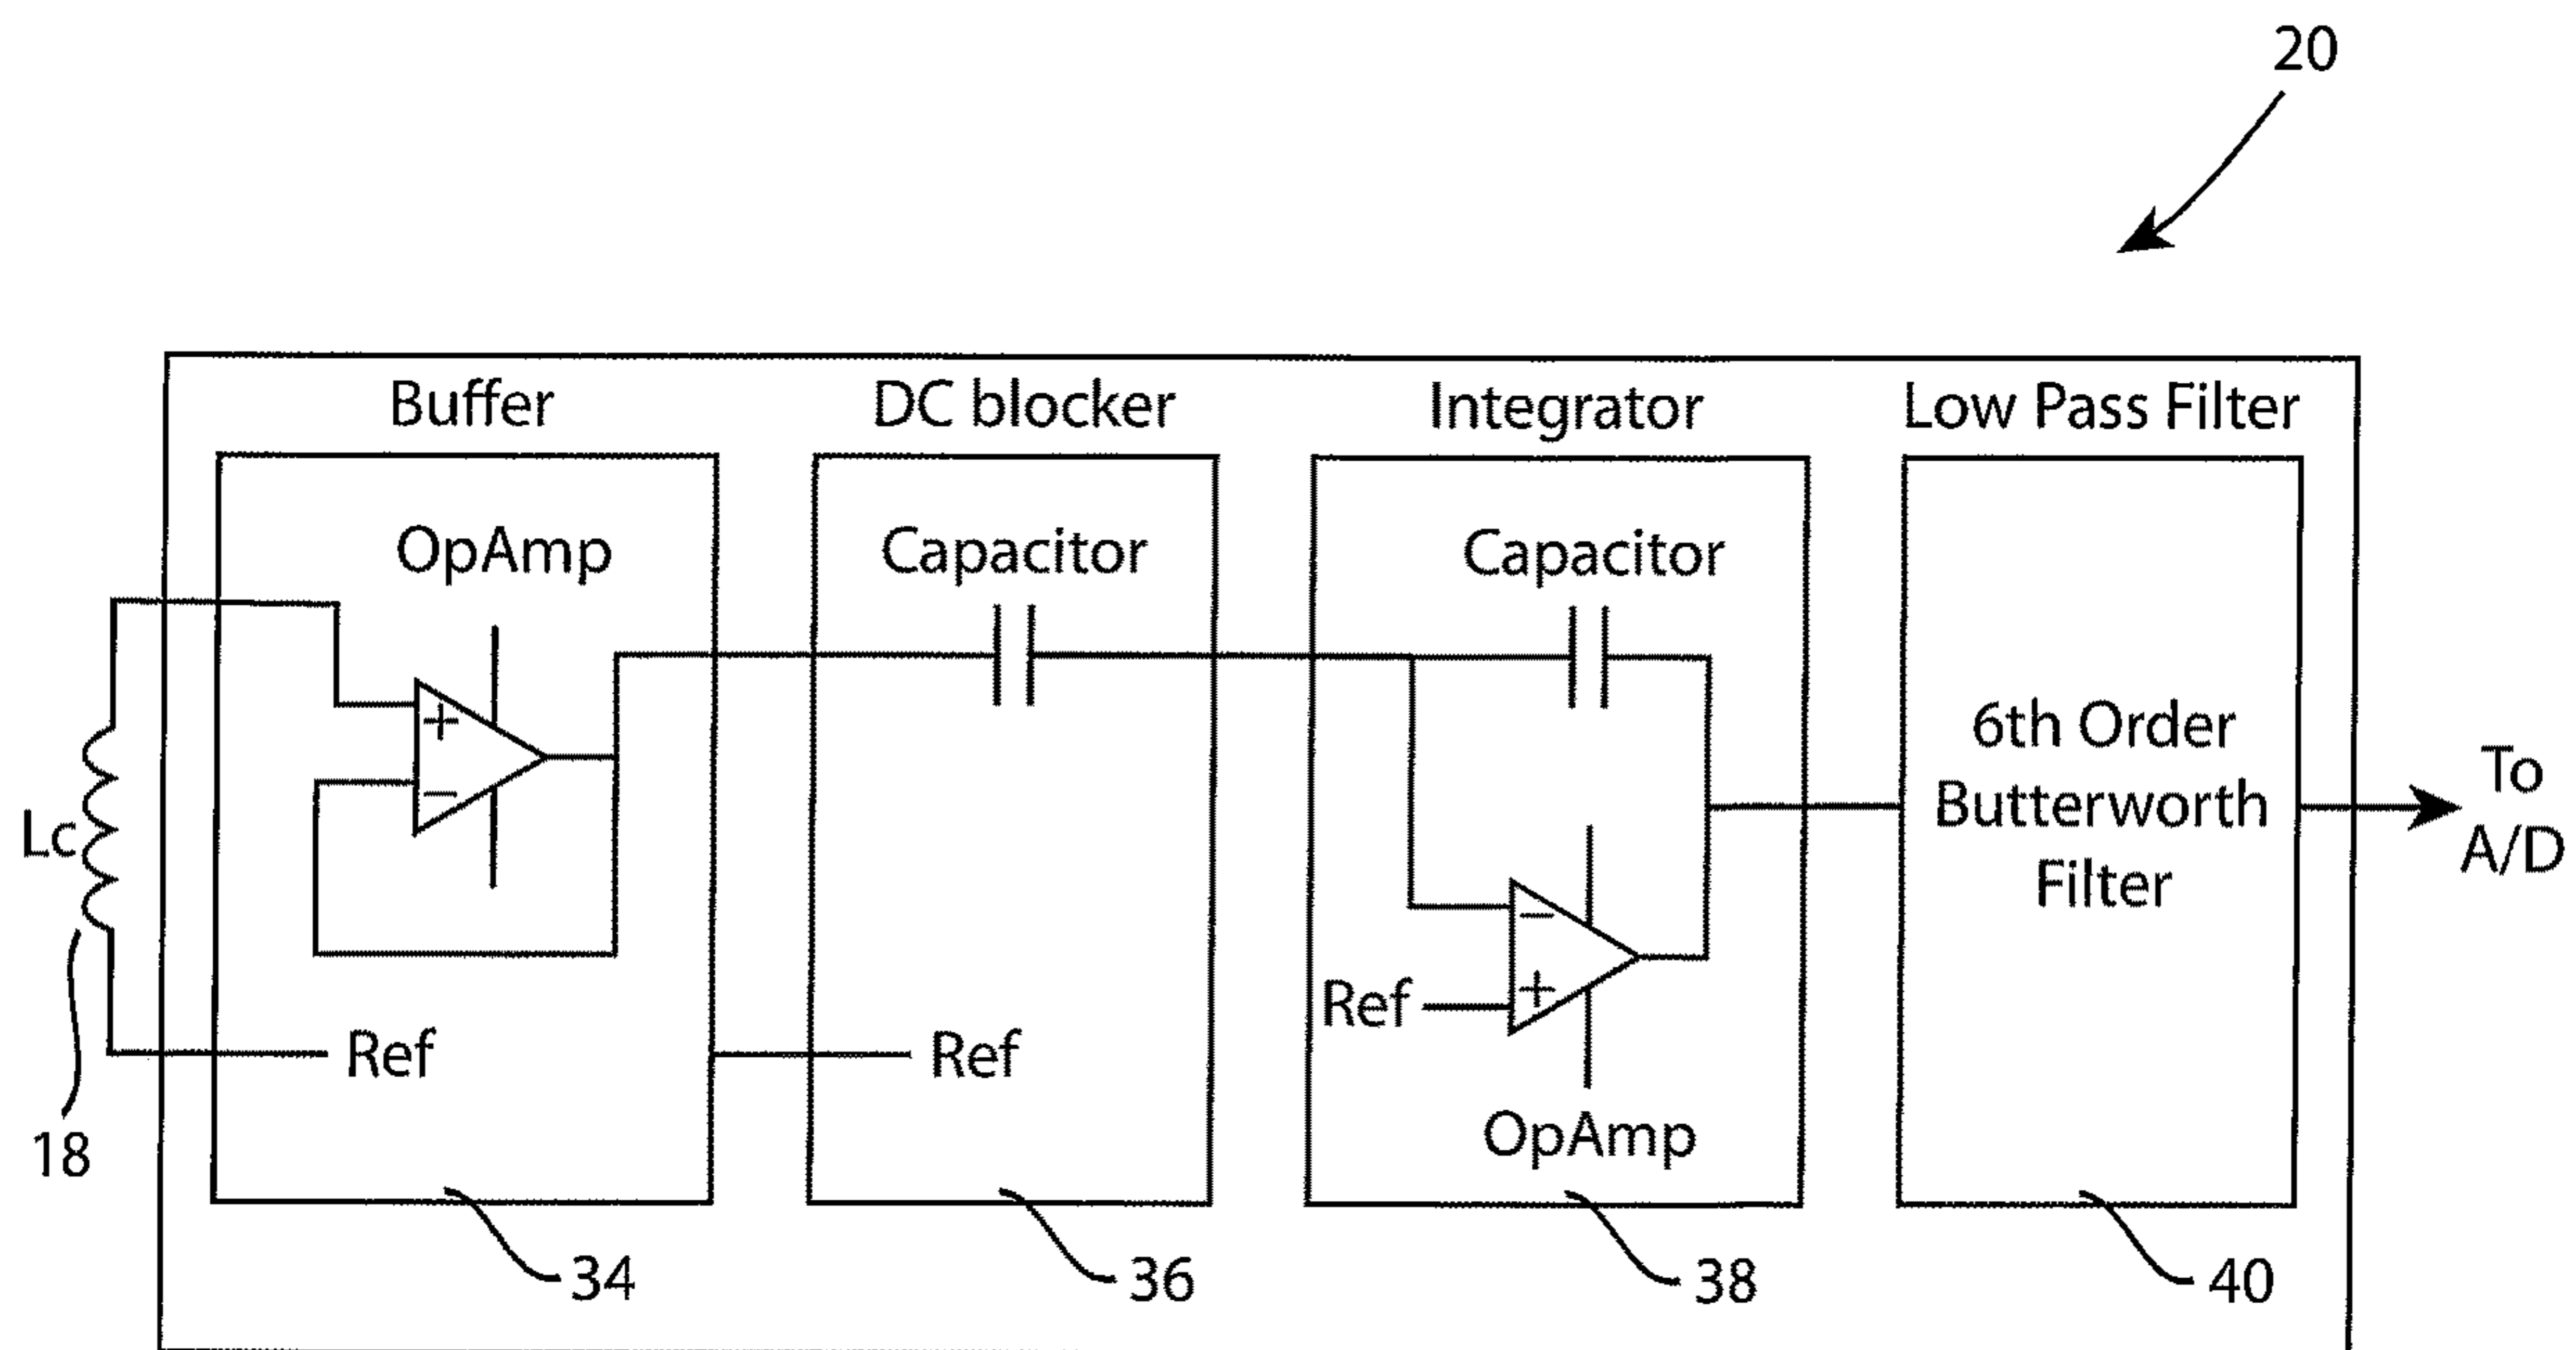 20
Buffer
DC blocker
Integrator
Low Pass Filter
OpAmp
Capacitor
Capacitor
+
−
Lc
6th Order
Butterworth
Filter
To
A/D
−
+
Ref
Ref
Ref
OpAmp
18
34
36
38
40